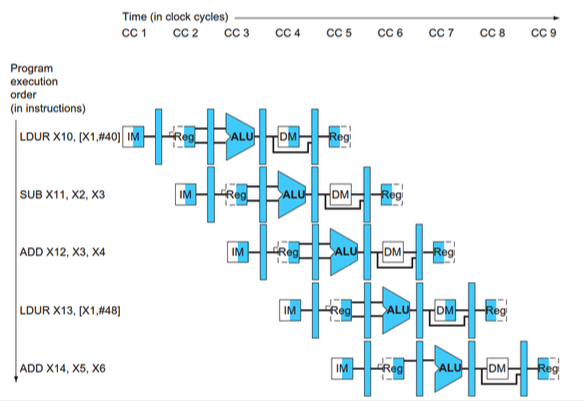 Time (in clock cycles)
CC 1 CC 2 CC 3 CC 4 CC 5 CC 6 CC 7 CC 8 CC 9
Program
execution
order
(in instructions)
LDUR X10, [X1,#40] IM Reg ALU DM Reg
SUB X11, X2, X3 IM Reg ALU DM Reg
ADD X12, X3, X4 IM Reg ALU DM Reg
LDUR X13, [X1,#48] IM Reg ALU DM Reg
ADD X14, X5, X6 IM Reg ALU DM Reg